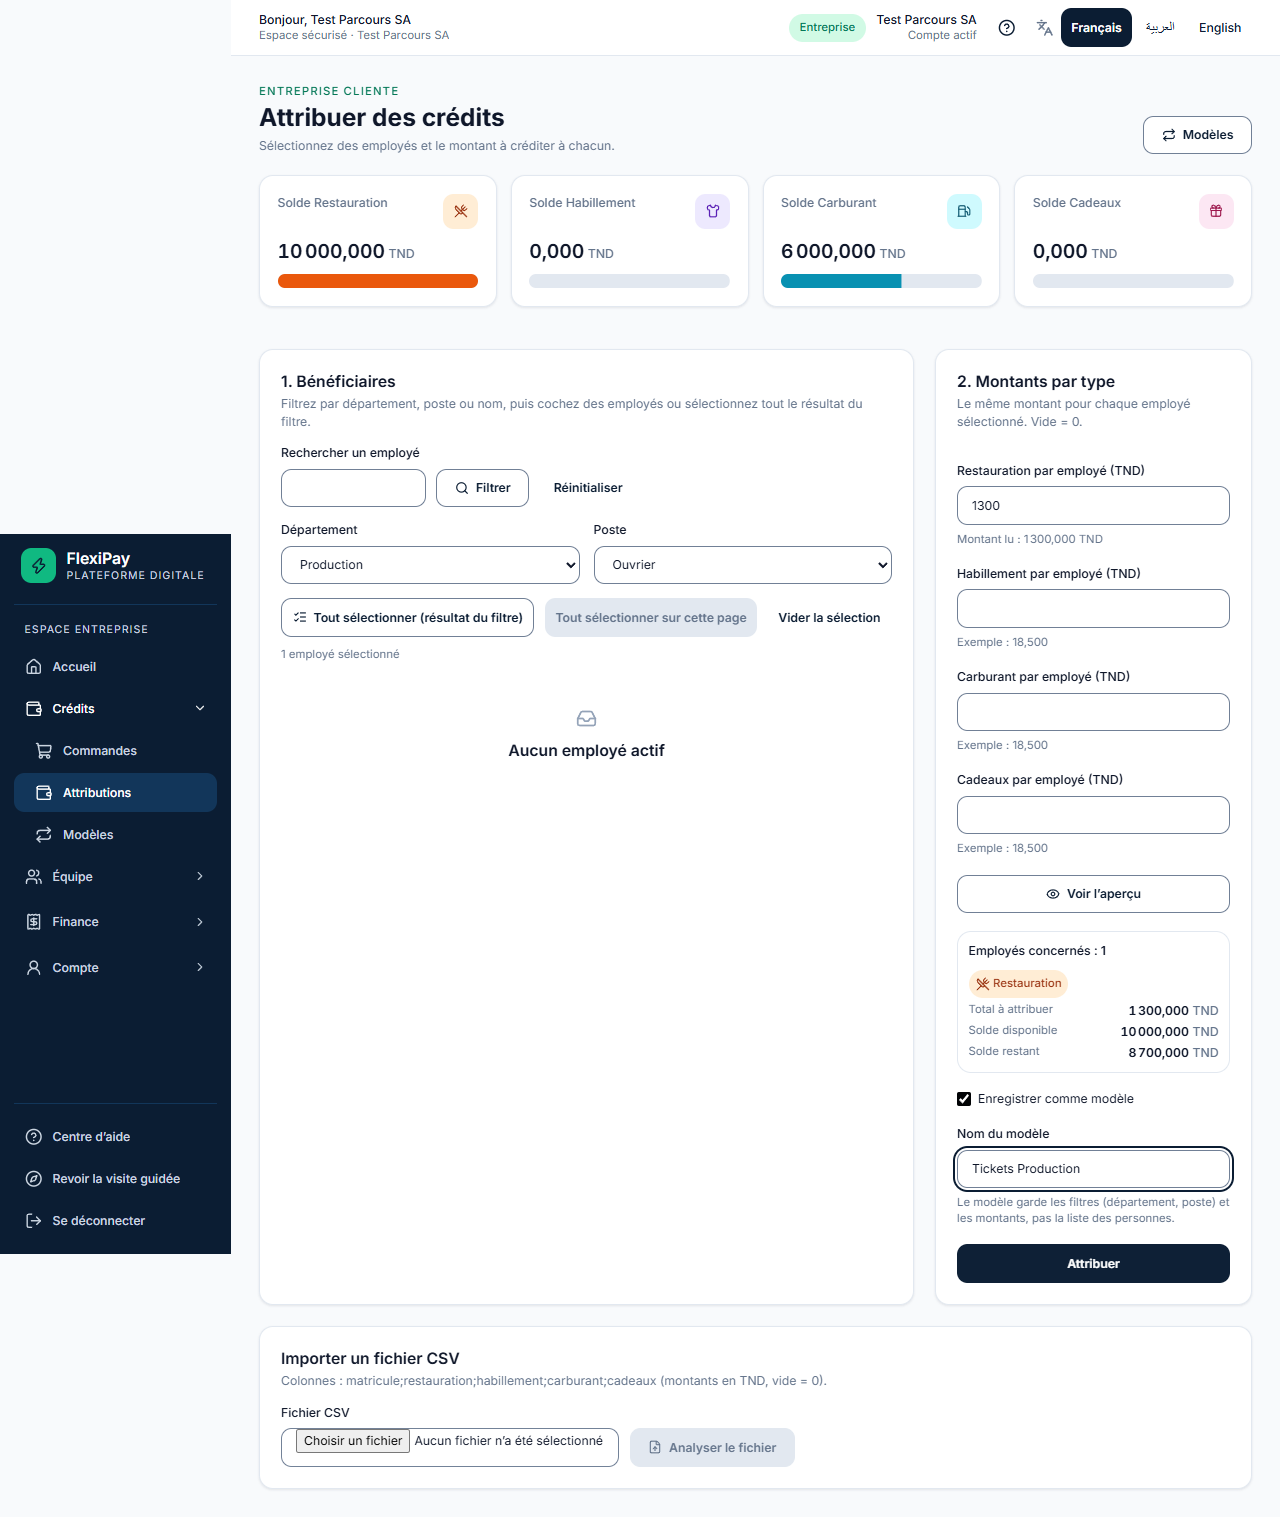 Bonjour, Test Parcours SA
Espace sécurisé · Test Parcours SA
Entreprise
Test Parcours SA
Compte actif
Français
العربية
English
ENTREPRISE CLIENTE
Attribuer des crédits
Sélectionnez des employés et le montant à créditer à chacun.
Modèles
Solde Restauration
10 000,000 TND
Solde Habillement
0,000 TND
Solde Carburant
6 000,000 TND
Solde Cadeaux
0,000 TND
1. Bénéficiaires
Filtrez par département, poste ou nom, puis cochez des employés ou sélectionnez tout le résultat du
filtre.
Rechercher un employé
Filtrer
Réinitialiser
Département
Poste
Production
Ouvrier
Tout sélectionner (résultat du filtre)
Tout sélectionner sur cette page
Vider la sélection
1 employé sélectionné
Aucun employé actif
2. Montants par type
Le même montant pour chaque employé
sélectionné. Vide = 0.
Restauration par employé (TND)
1300
Montant lu : 1 300,000 TND
Habillement par employé (TND)
Exemple : 18,500
Carburant par employé (TND)
Exemple : 18,500
Cadeaux par employé (TND)
Exemple : 18,500
Voir l’aperçu
Employés concernés : 1
Restauration
Total à attribuer 1 300,000 TND
Solde disponible 10 000,000 TND
Solde restant 8 700,000 TND
Enregistrer comme modèle
Nom du modèle
Tickets Production
Le modèle garde les filtres (département, poste) et
les montants, pas la liste des personnes.
Attribuer
Importer un fichier CSV
Colonnes : matricule;restauration;habillement;carburant;cadeaux (montants en TND, vide = 0).
Fichier CSV
Choisir un fichier Aucun fichier n’a été sélectionné
Analyser le fichier
FlexiPay
PLATEFORME DIGITALE
ESPACE ENTREPRISE
Accueil
Crédits
Commandes
Attributions
Modèles
Équipe
Finance
Compte
Centre d’aide
Revoir la visite guidée
Se déconnecter